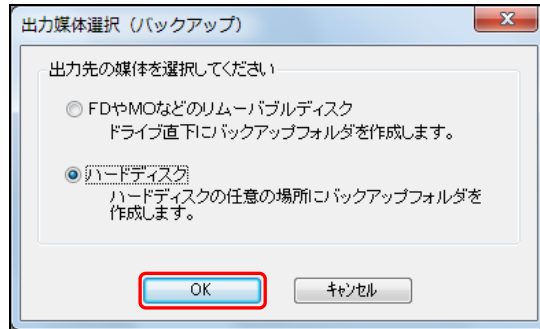 出力媒体選択（バックアップ）
出力先の媒体を選択してください
FDやMOなどのリムーバブルディスク
ドライブ直下にバックアップフォルダを作成します。
ハードディスク
ハードディスクの任意の場所にバックアップフォルダを
作成します。
OK
キャンセル